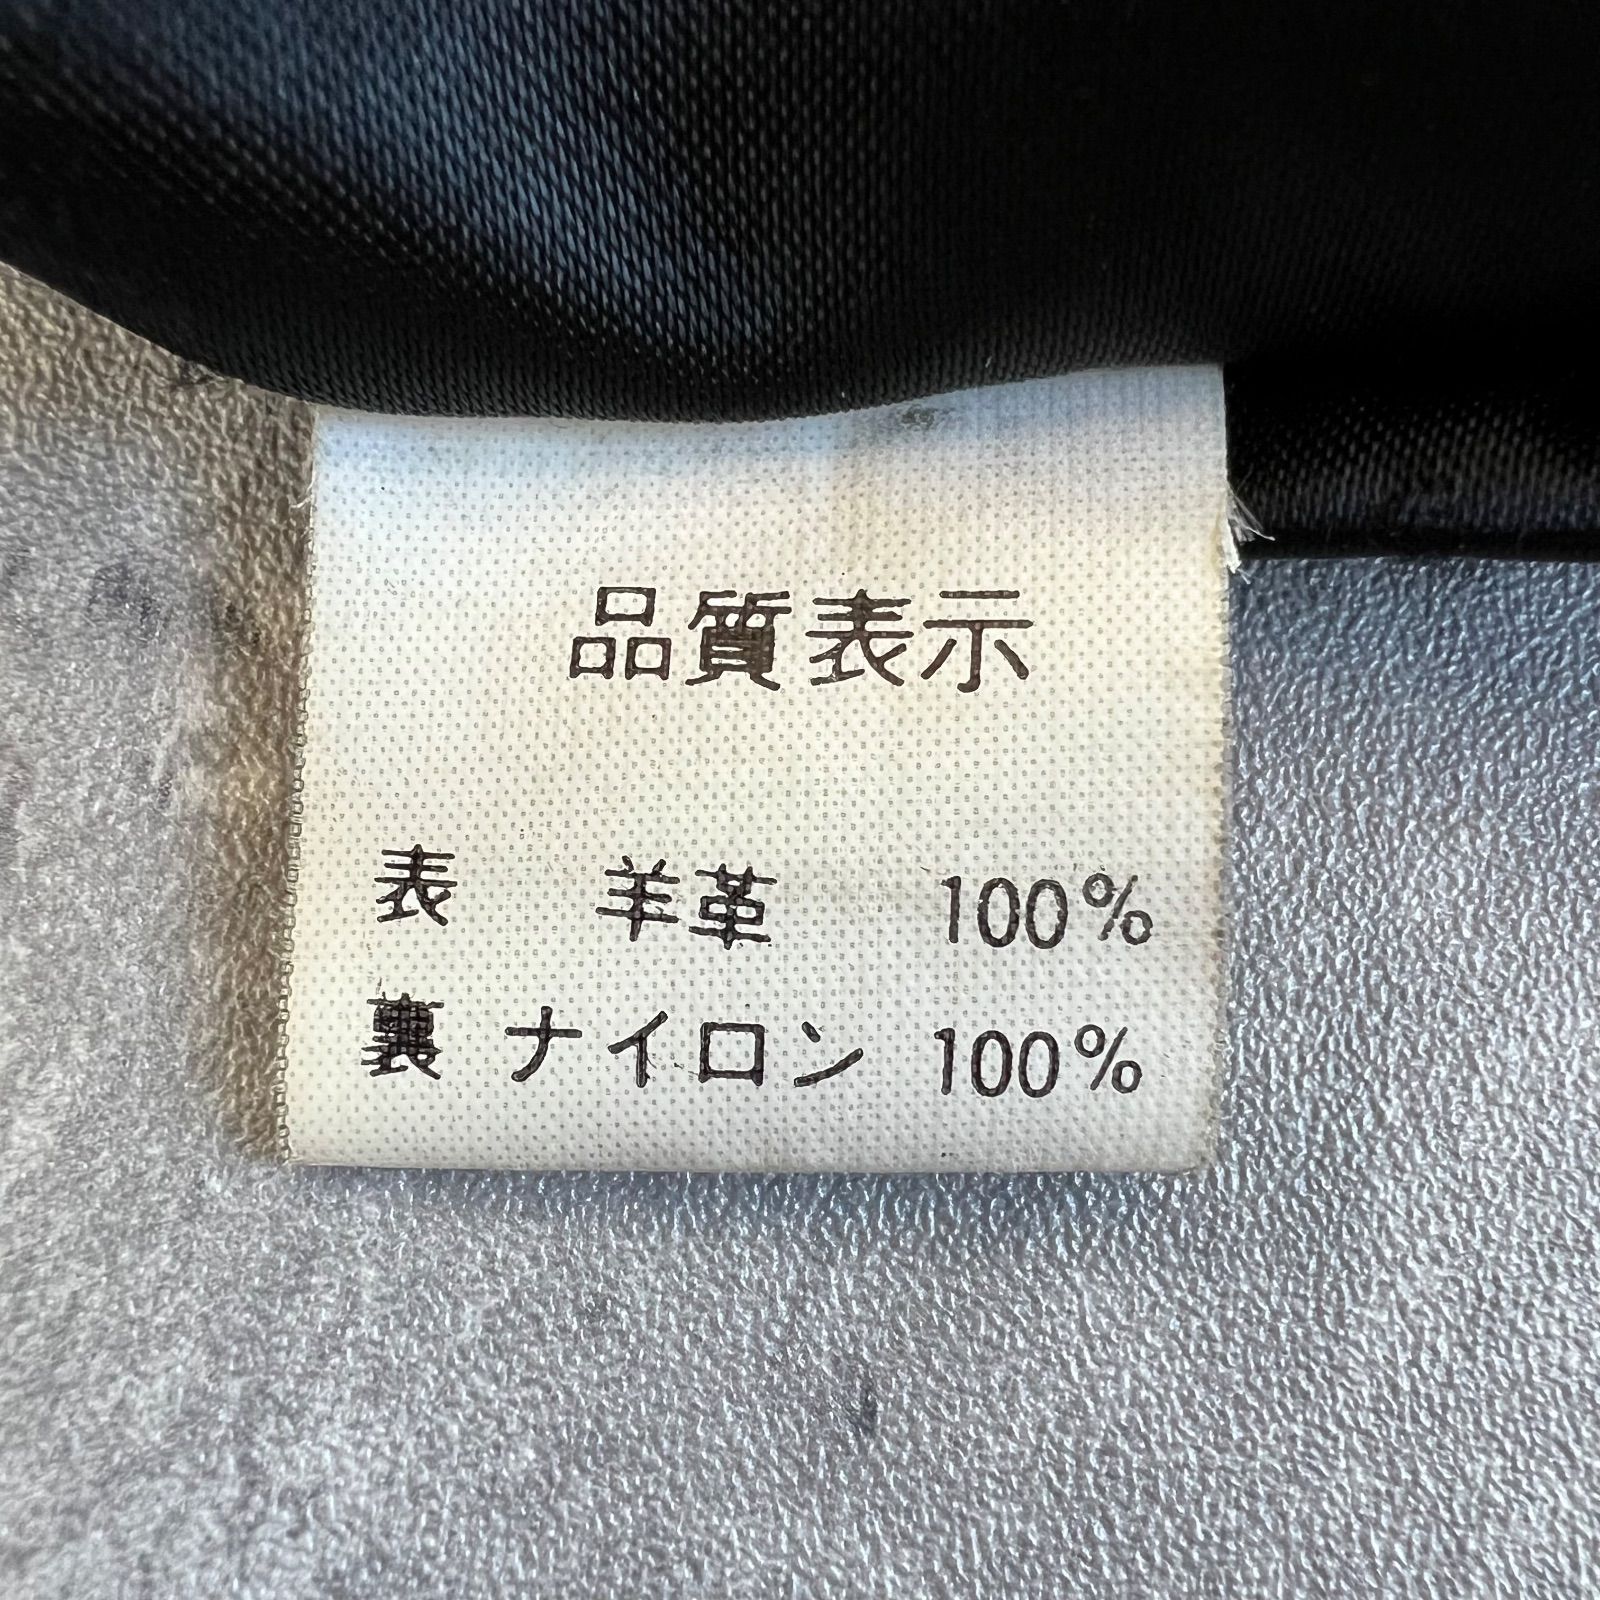 品質表示
表 羊革 100%
裏 ナイロン 100%